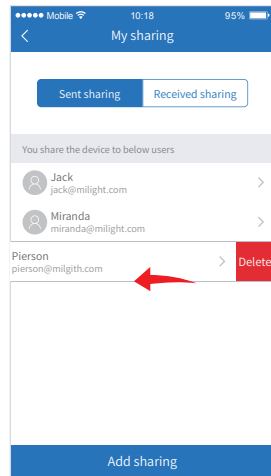 Mobile 10:18 95%
My sharing
Sent sharing Received sharing
You share the device to below users
Jack
jack@milight.com
Miranda
miranda@milight.com
Pierson
pierson@milgith.com
Delete
Add sharing